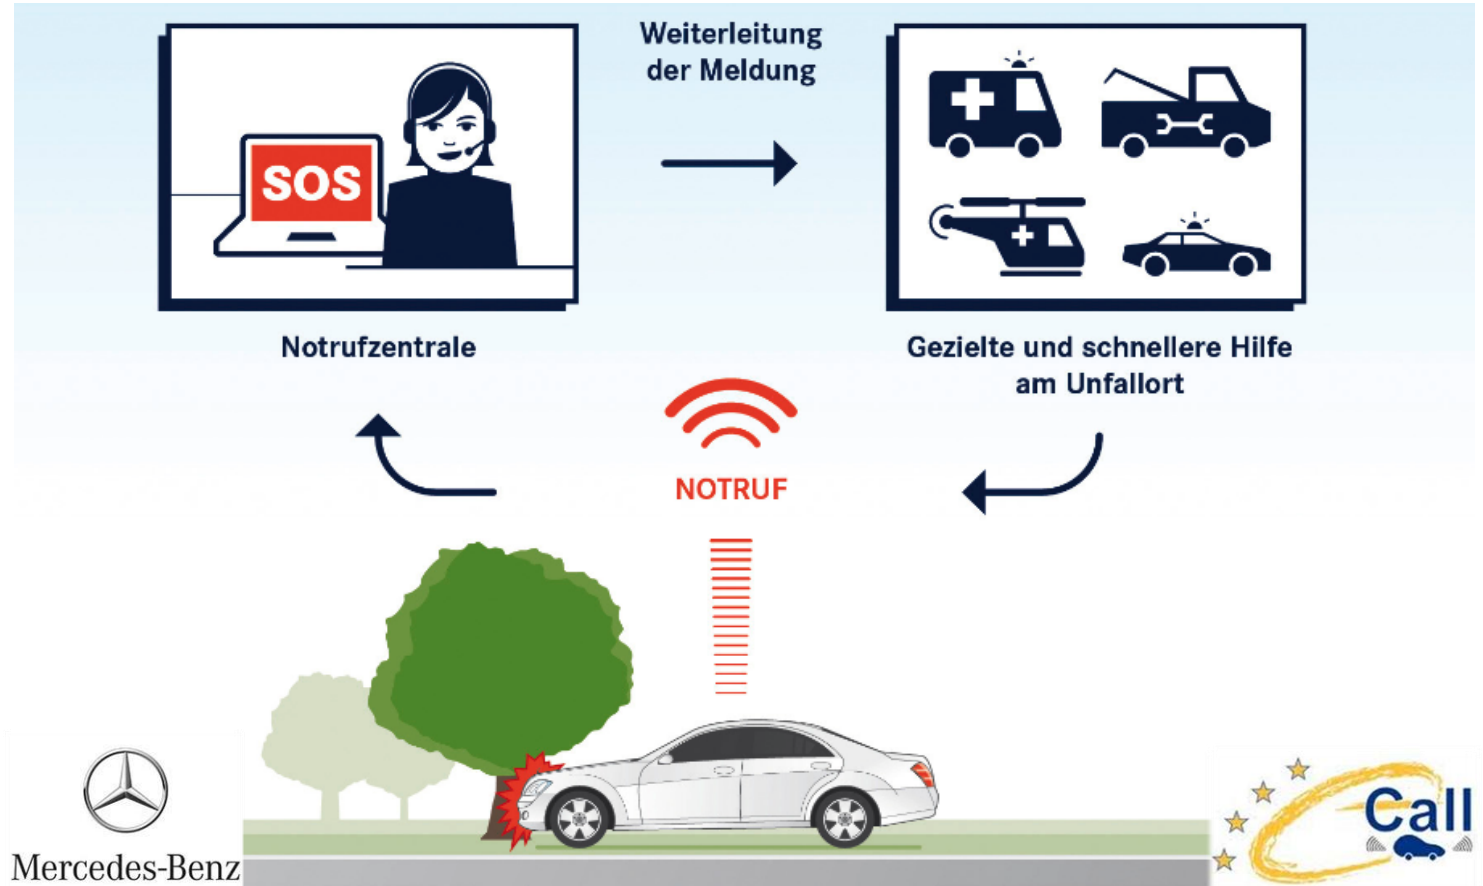 Weiterleitung
der Meldung
SOS
Notrufzentrale
Gezielte und schnellere Hilfe
am Unfallort
NOTRUF
Mercedes-Benz
Call